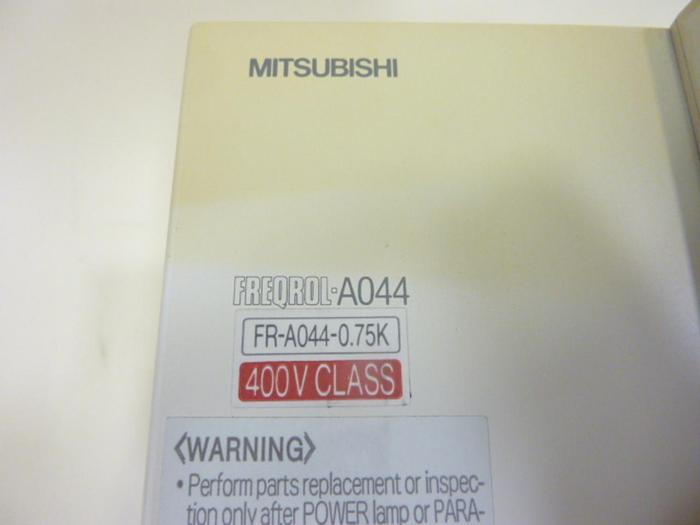 MITSUBISHI
FREQROL-A044
FR-A044-0.75K
400V CLASS
〈WARNING〉
• Perform parts replacement or inspec-
tion only after POWER lamp or PARA-